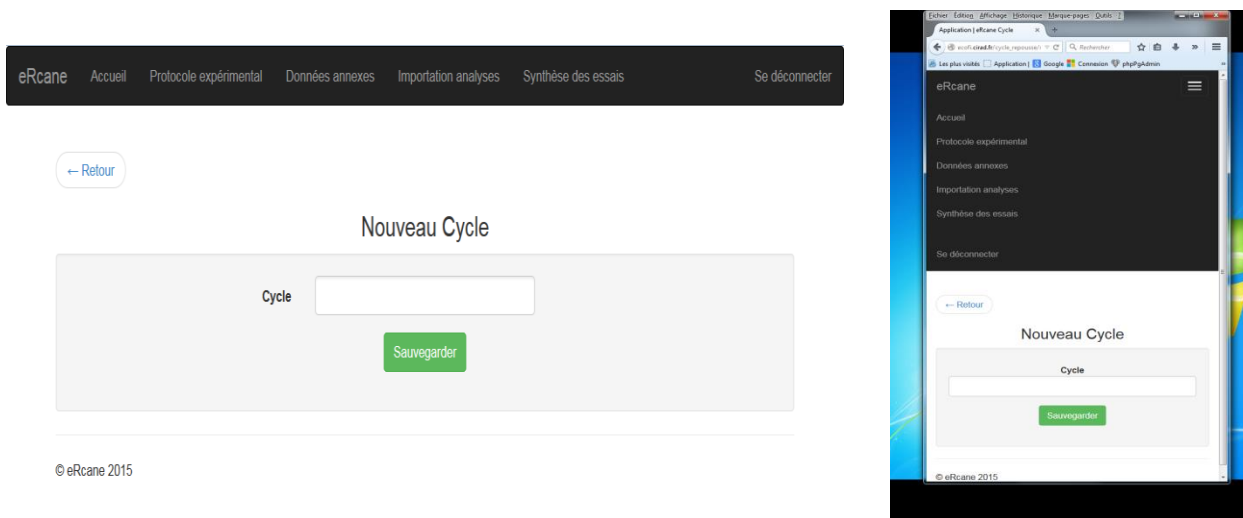 eRcane Accueil Protocole expérimental Données annexes Importation analyses Synthèse des essais Se déconnecter
← Retour
Nouveau Cycle
Cycle
Sauvegarder
© eRcane 2015
Fichier Édition Affichage Historique Marque-pages Outils ?
Application | eRcane Cycle × +
Rechercher
Les plus visités Application | Google Connexion phpPgAdmin
eRcane
Accueil
Protocole expérimental
Données annexes
Importation analyses
Synthèse des essais
Se déconnecter
← Retour
Nouveau Cycle
Cycle
Sauvegarder
© eRcane 2015